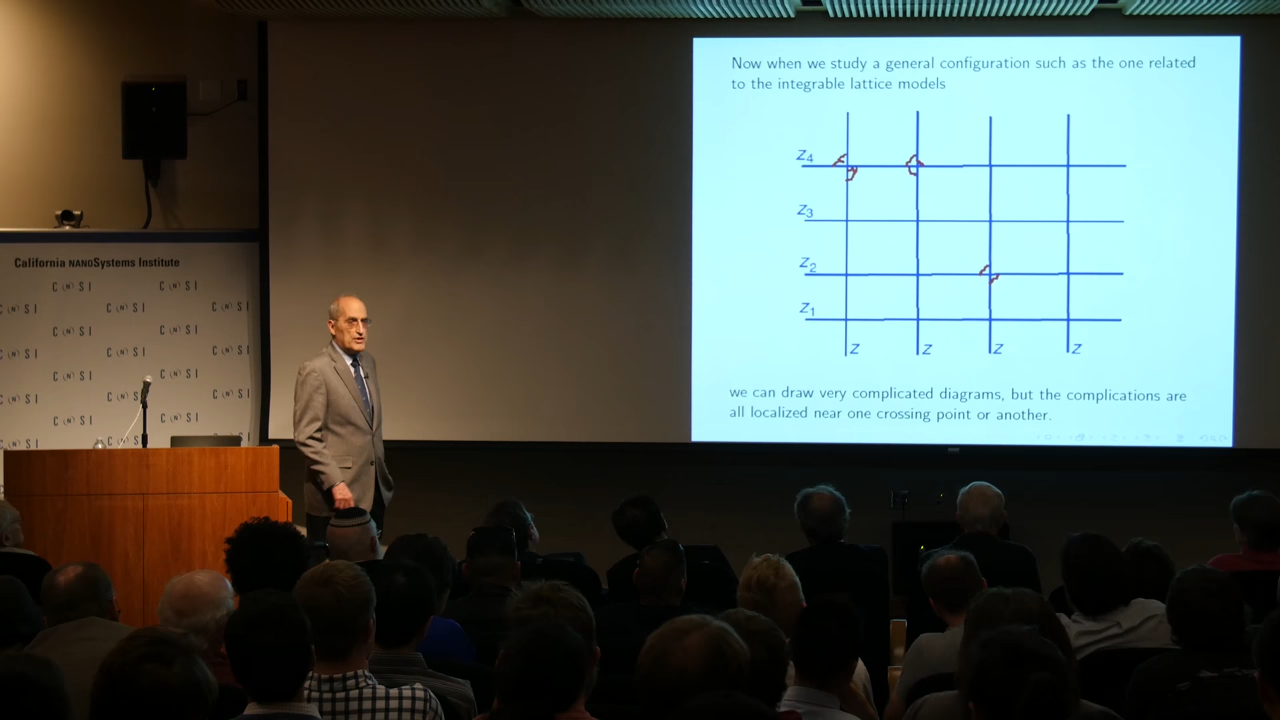 Now when we study a general configuration such as the one related
to the integrable lattice models
z4
z3
z2
z1
z z z z
we can draw very complicated diagrams, but the complications are
all localized near one crossing point or another.
California NANOSystems Institute
C (N) S I C (N) S I
C (N) S I C (N) S I C (N) S I
C (N) S I C (N) S I
C (N) S I C (N) S I C (N) S I
C (N) S I C (N) S I
C (N) S I C (N) S I C (N) S I
C (N) S I
C (N) S I